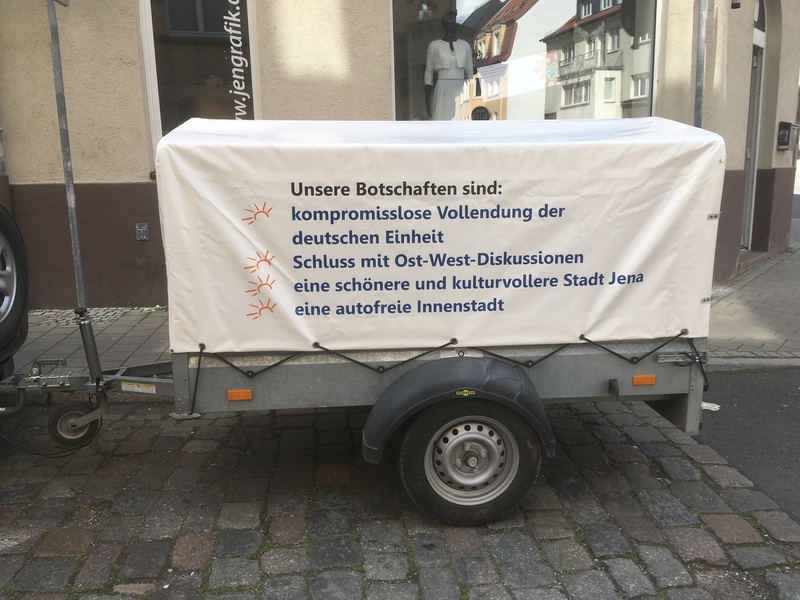 www.jengrafik.
Unsere Botschaften sind:
kompromisslose Vollendung der
deutschen Einheit
Schluss mit Ost-West-Diskussionen
eine schönere und kulturvollere Stadt Jena
eine autofreie Innenstadt